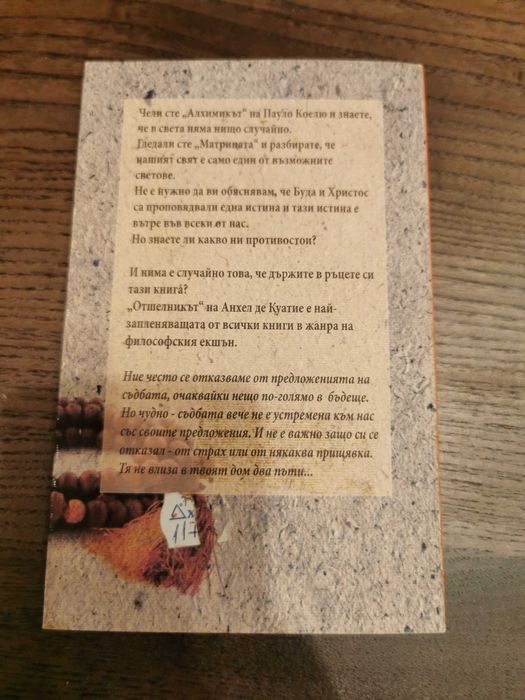 Чели сте „Алхимикът“ на Пауло Коелю и знаете,
че в света няма нищо случайно.
Гледали сте „Матрицата“ и разбирате, че
нашият свят е само един от възможните
светове.
Не е нужно да ви обяснявам, че Буда и Христос
са проповядвали една истина и тази истина е
вътре във всеки от нас.
Но знаете ли какво ни противостои?
И нима е случайно това, че държите в ръцете си
тази книга?
„Отшелникът“ на Анхел де Куатие е най-
запленяващата от всички книги в жанра на
философския екшън.
Ние често се отказваме от предложенията на
съдбата, очаквайки нещо по-голямо в бъдеще.
Но чудно - съдбата вече не е устремена към нас
със своите предложения. И не е важно защо си се
отказал - от страх или от някаква прищявка.
Тя не влиза в твоят дом два пъти...
117